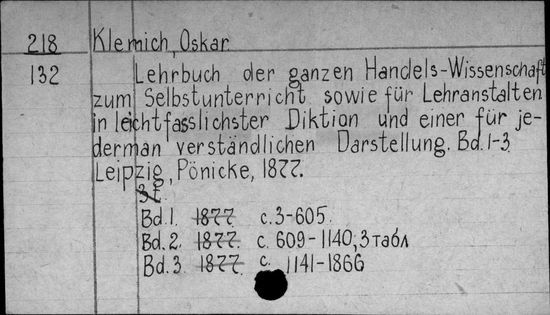 218 Klemich, Oskar.
132 Lehrbuch der ganzen Handels-Wissenschaft
zum Selbstunterricht sowie für Lehranstalten
in leichtfasslichster Diktion und einer für je-
derman verständlichen Darstellung. Bd. 1-3
Leipzig, Pönicke, 1877.
3t.
Bd. 1. 1877 c. 3-605.
Bd. 2. 1877. c. 609-1140, 3 табл
Bd. 3. 1877. c. 1141-1866